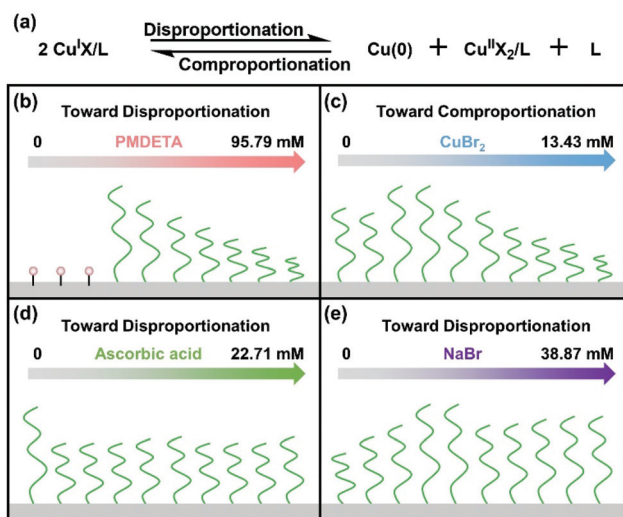 (a)
2 CuᴵX/L Disproportionation Comproportionation Cu(0) + CuᴵᴵX₂/L + L
(b)
Toward Disproportionation
0 PMDETA 95.79 mM
(c)
Toward Comproportionation
0 CuBr₂ 13.43 mM
(d)
Toward Disproportionation
0 Ascorbic acid 22.71 mM
(e)
Toward Disproportionation
0 NaBr 38.87 mM